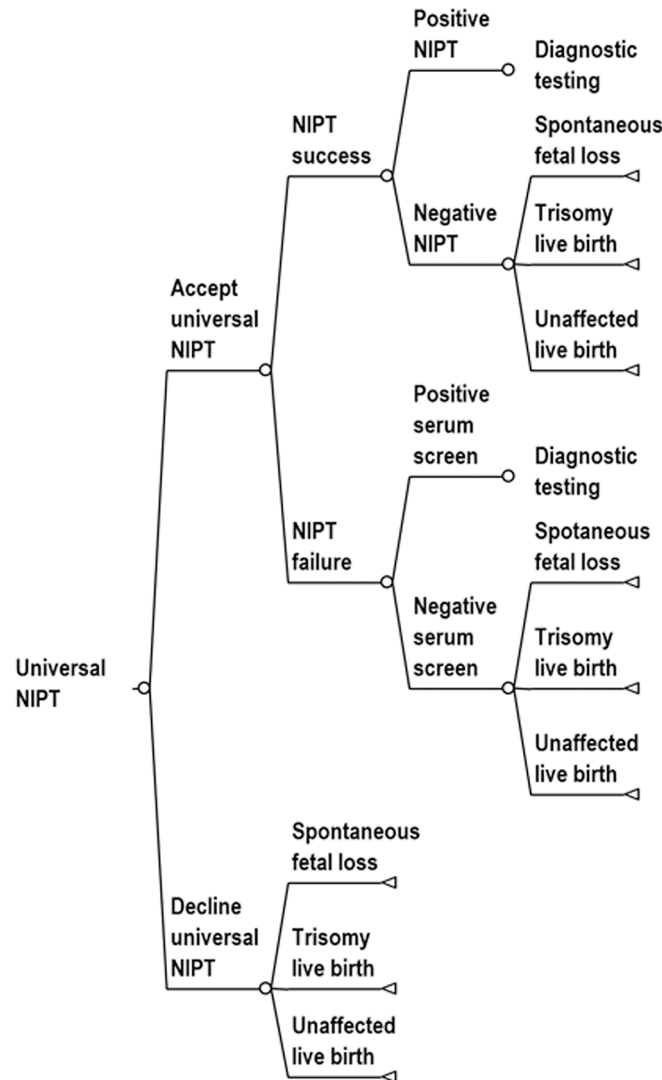 Positive
NIPT
Diagnostic
testing
NIPT
success
Spontaneous
fetal loss
Negative
NIPT
Trisomy
live birth
Accept
universal
NIPT
Unaffected
live birth
Positive
serum
screen
Diagnostic
testing
NIPT
failure
Spotaneous
fetal loss
Negative
serum
screen
Trisomy
live birth
Universal
NIPT
Unaffected
live birth
Spontaneous
fetal loss
Decline
universal
NIPT
Trisomy
live birth
Unaffected
live birth